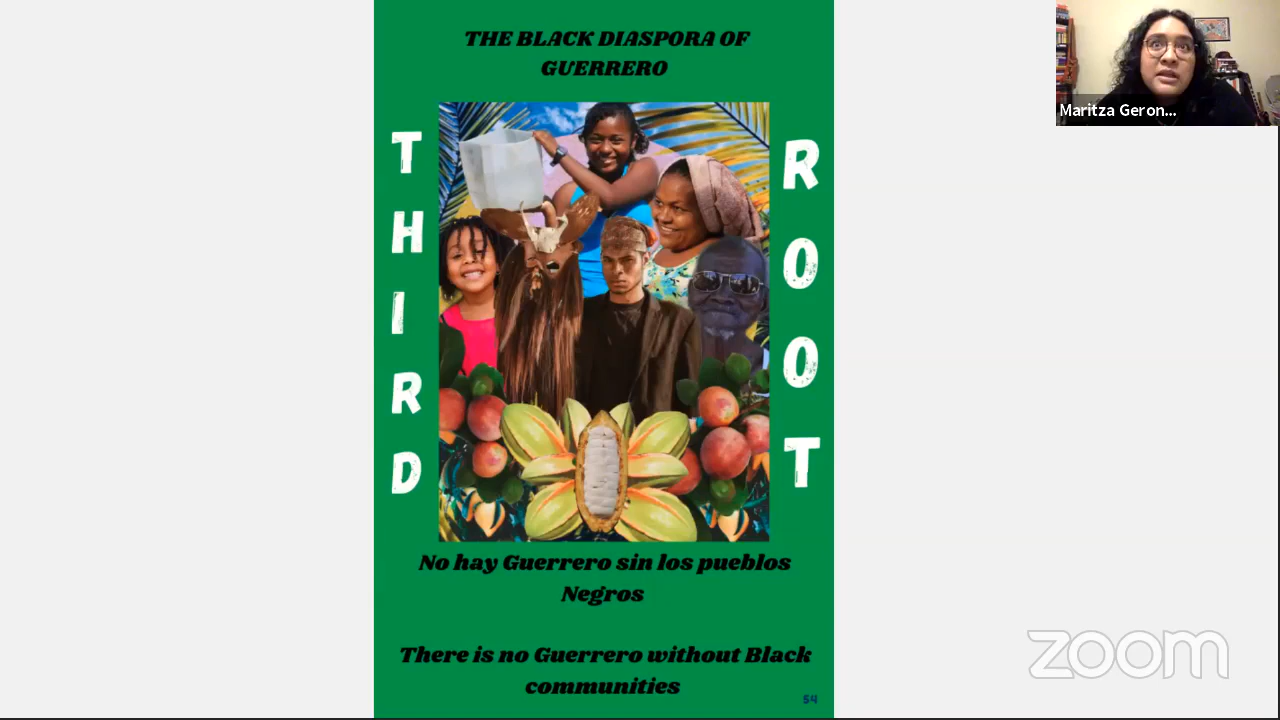 THE BLACK DIASPORA OF
GUERRERO
THIRD
ROOT
No hay Guerrero sin los pueblos
Negros
There is no Guerrero without Black
communities
54
Maritza Geron...
zoom